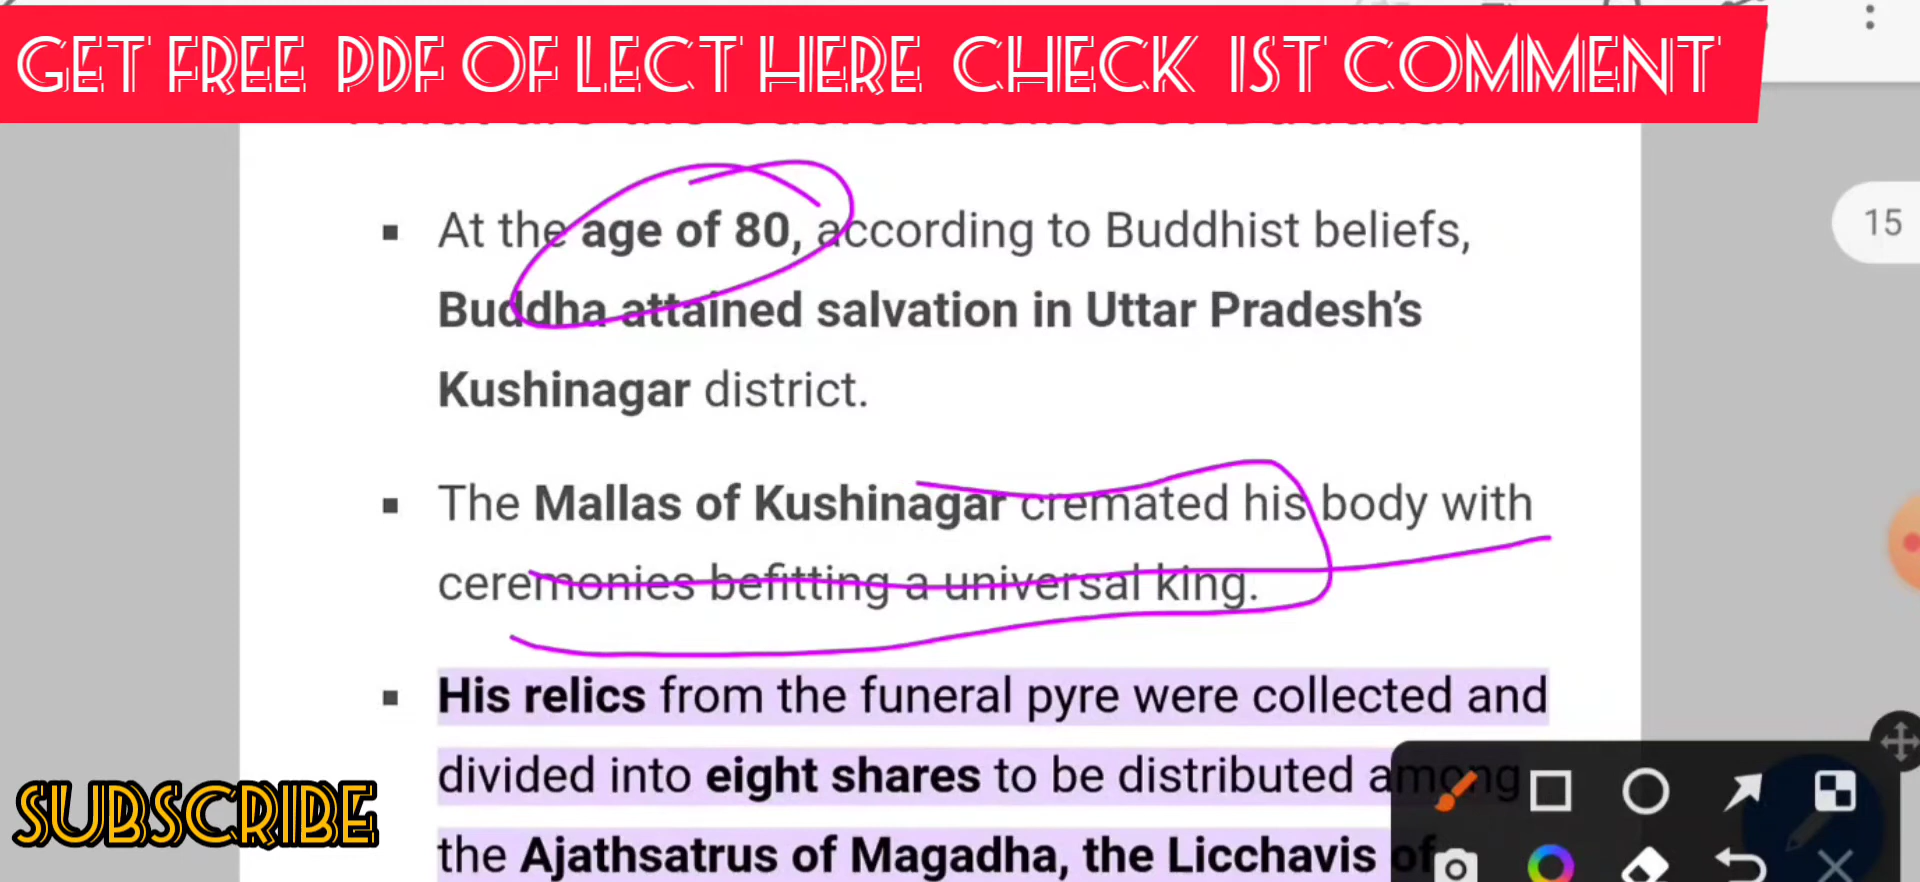 GET FREE PDF OF LECT HERE CHECK IST COMMENT
15
At the age of 80, according to Buddhist beliefs,
Buddha attained salvation in Uttar Pradesh's
Kushinagar district.
The Mallas of Kushinagar cremated his body with
ceremonies befitting a universal king.
His relics from the funeral pyre were collected and
divided into eight shares to be distributed among
the Ajathsatrus of Magadha, the Licchavis of
SUBSCRIBE